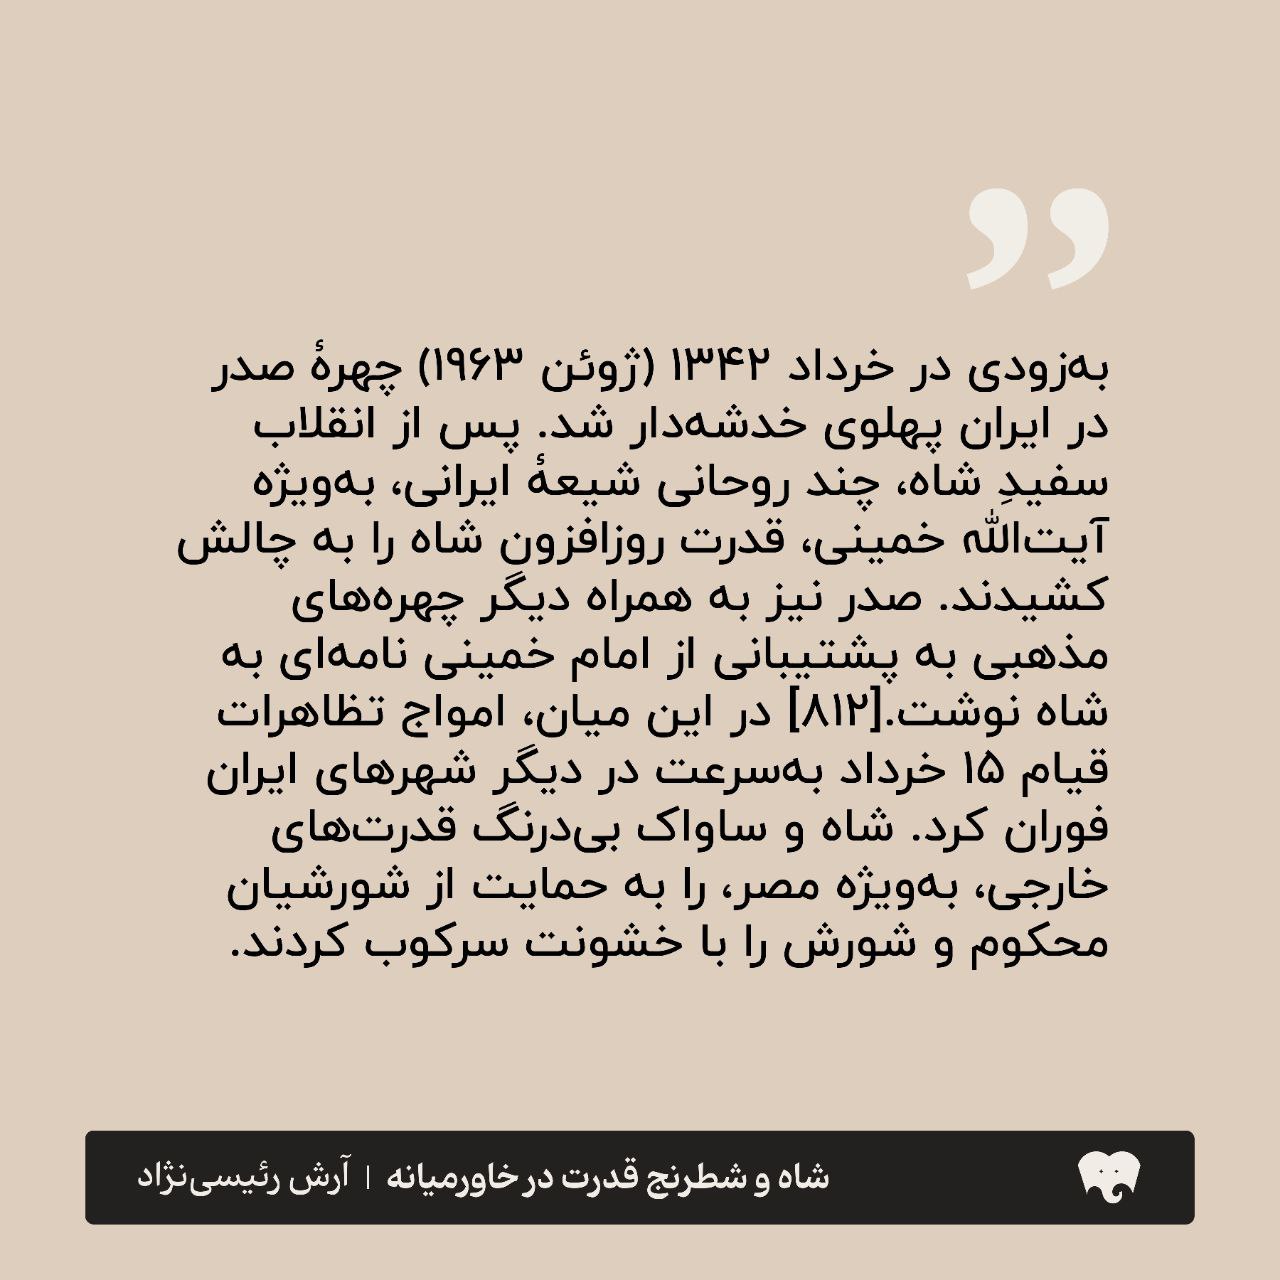 ”
به‌زودی در خرداد ۱۳۴۲ (ژوئن ۱۹۶۳) چهرهٔ صدر
در ایران پهلوی خدشه‌دار شد. پس از انقلاب
سفیدِ شاه، چند روحانی شیعهٔ ایرانی، به‌ویژه
آیت‌الله خمینی، قدرت روزافزون شاه را به چالش
کشیدند. صدر نیز به همراه دیگر چهره‌های
مذهبی به پشتیبانی از امام خمینی نامه‌ای به
شاه نوشت.[۸۱۲] در این میان، امواج تظاهرات
قیام ۱۵ خرداد به‌سرعت در دیگر شهرهای ایران
فوران کرد. شاه و ساواک بی‌درنگ قدرت‌های
خارجی، به‌ویژه مصر، را به حمایت از شورشیان
محکوم و شورش را با خشونت سرکوب کردند.
شاه و شطرنج قدرت در خاورمیانه | آرش رئیسی‌نژاد